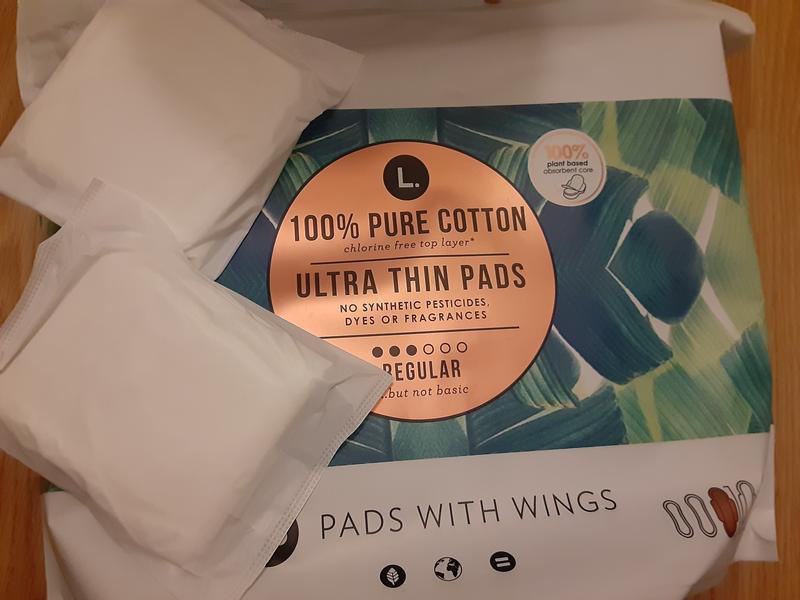 L.
100% PURE COTTON
chlorine free top layer*
ULTRA THIN PADS
NO SYNTHETIC PESTICIDES,
DYES OR FRAGRANCES
REGULAR
...but not basic
100%
plant based
absorbent core
PADS WITH WINGS